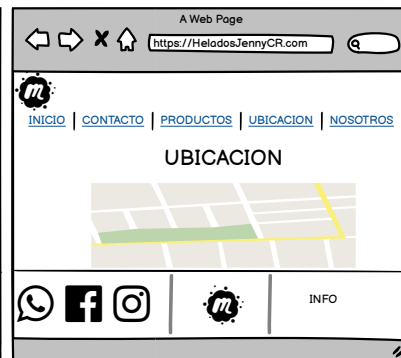 A Web Page
https://HeladosJennyCR.com
m
INICIO | CONTACTO | PRODUCTOS | UBICACION | NOSOTROS
UBICACION
m
INFO